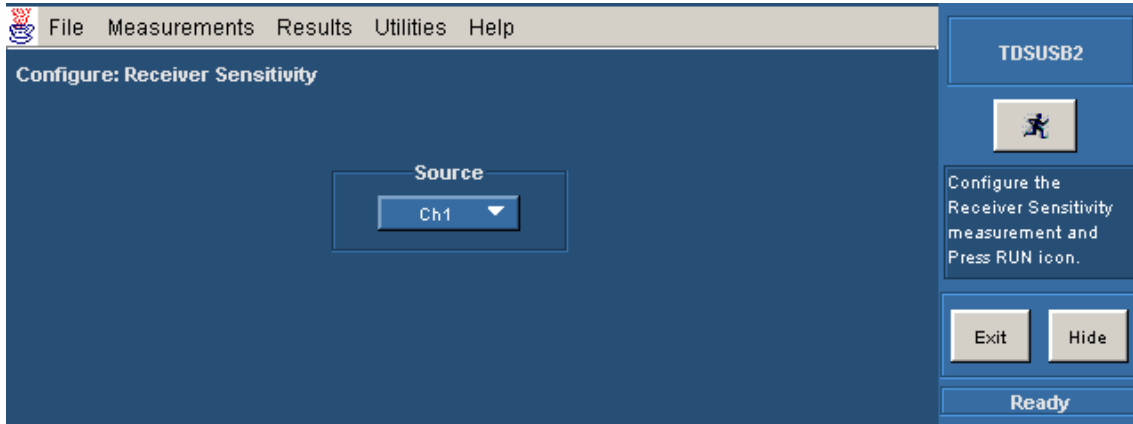 File Measurements Results Utilities Help
TDSUSB2
Configure: Receiver Sensitivity
Source
Ch1
Configure the
Receiver Sensitivity
measurement and
Press RUN icon.
Exit Hide
Ready